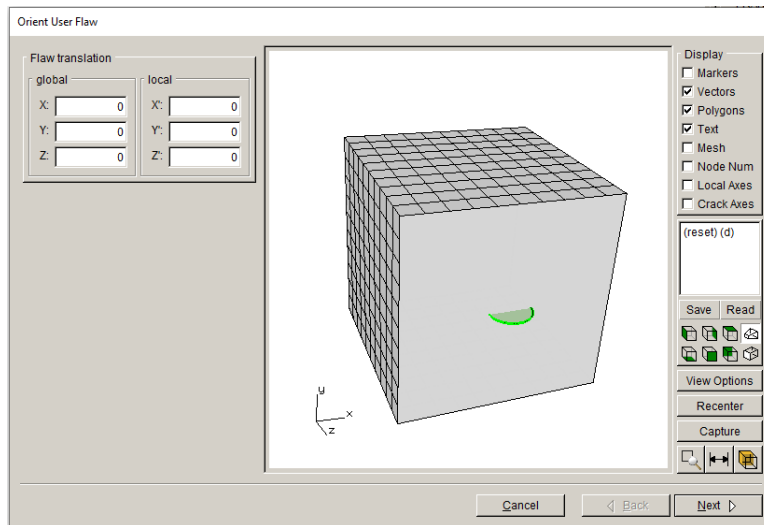 Orient User Flaw
Flaw translation
global
local
X: 0
X': 0
Y: 0
Y': 0
Z: 0
Z': 0
y
x
z
Display
Markers
Vectors
Polygons
Text
Mesh
Node Num
Local Axes
Crack Axes
(reset) (d)
Save
Read
View Options
Recenter
Capture
Cancel
Back
Next